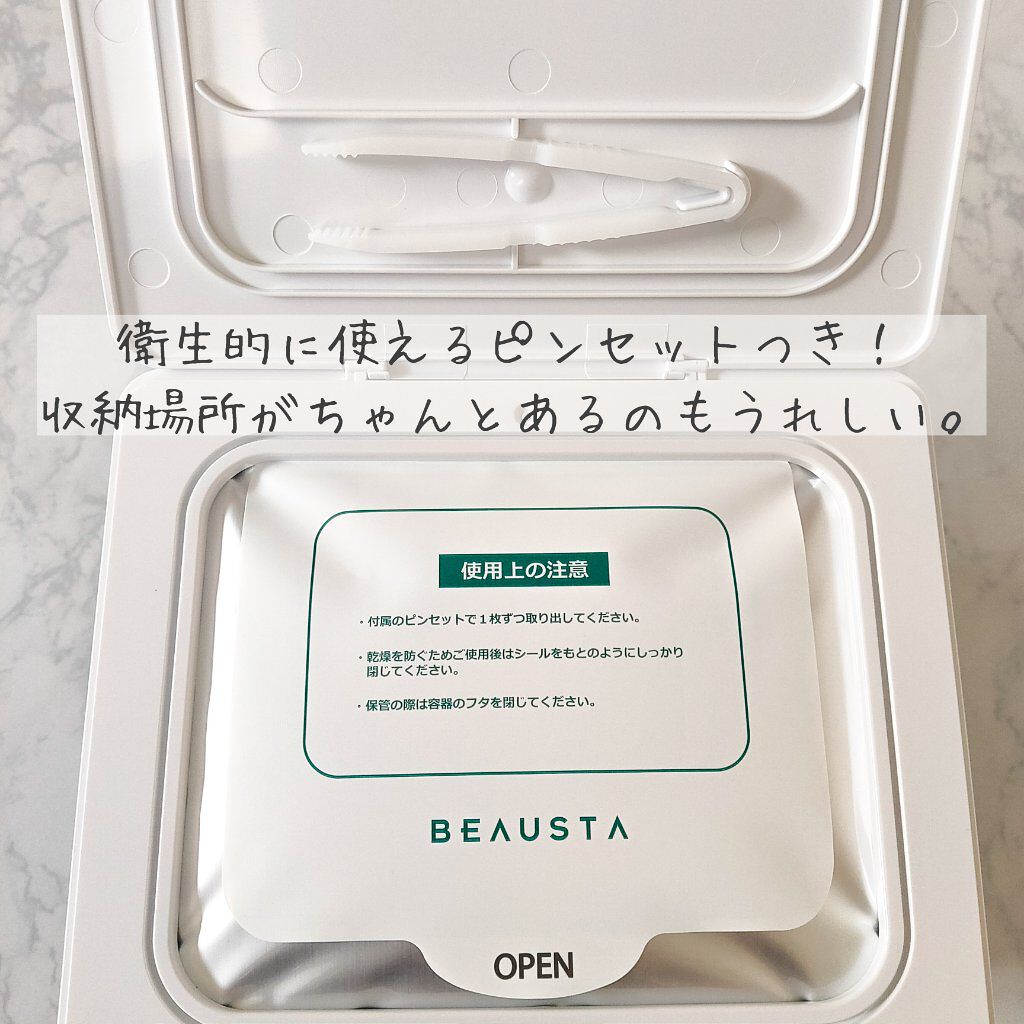 衛生的に使えるピンセットつき！
収納場所がちゃんとあるのもうれしい。
使用上の注意
・付属のピンセットで１枚ずつ取り出してください。
・乾燥を防ぐためご使用後はシールをもとのようにしっかり
閉じてください。
・保管の際は容器のフタを閉じてください。
BEAUSTA
OPEN